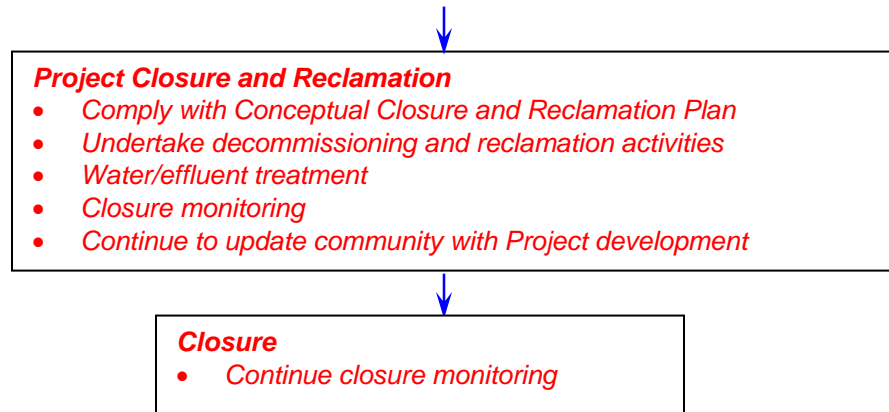 Project Closure and Reclamation
• Comply with Conceptual Closure and Reclamation Plan
• Undertake decommissioning and reclamation activities
• Water/effluent treatment
• Closure monitoring
• Continue to update community with Project development
Closure
• Continue closure monitoring